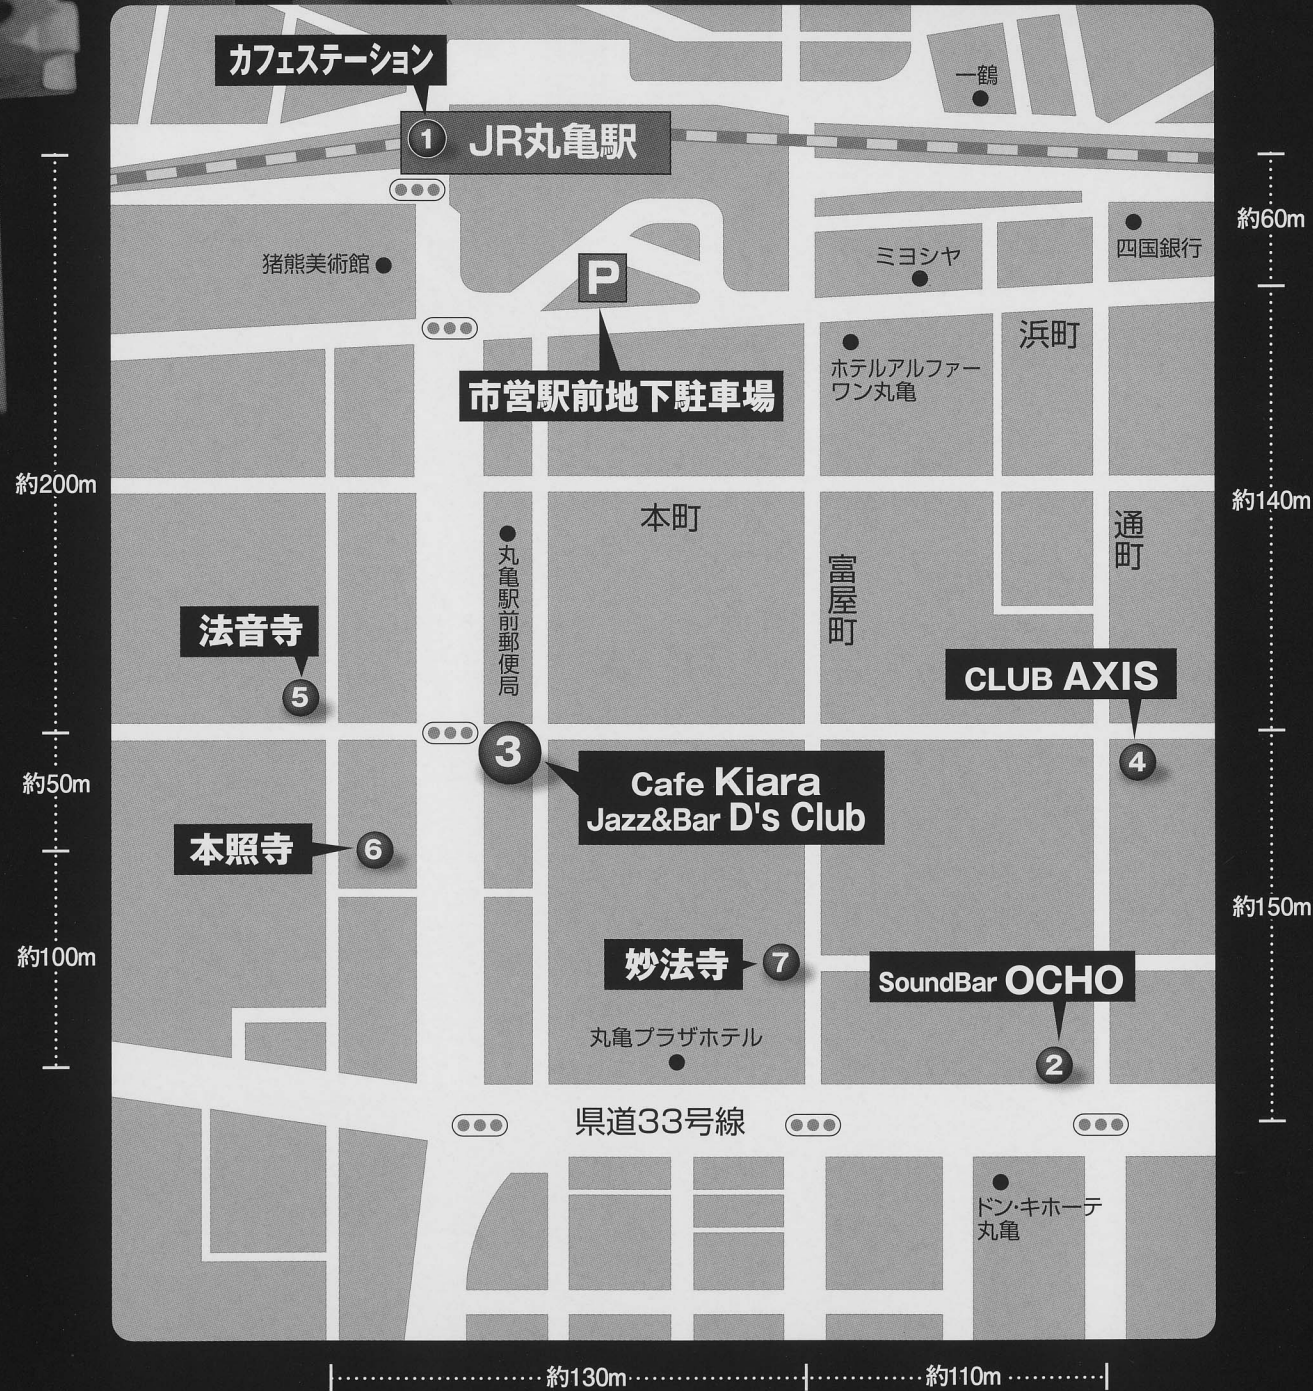 カフェステーション
一鶴
1 JR丸亀駅
約60m
四国銀行
ミヨシヤ
猪熊美術館
P
浜町
ホテルアルファー
ワン丸亀
市営駅前地下駐車場
約200m
約140m
本町
通町
丸亀駅前郵便局
富屋町
法音寺
5
CLUB AXIS
4
3
Cafe Kiara
Jazz&Bar D's Club
約50m
本照寺
6
約150m
約100m
妙法寺
7
SoundBar OCHO
2
丸亀プラザホテル
県道33号線
ドン・キホーテ
丸亀
約130m
約110m